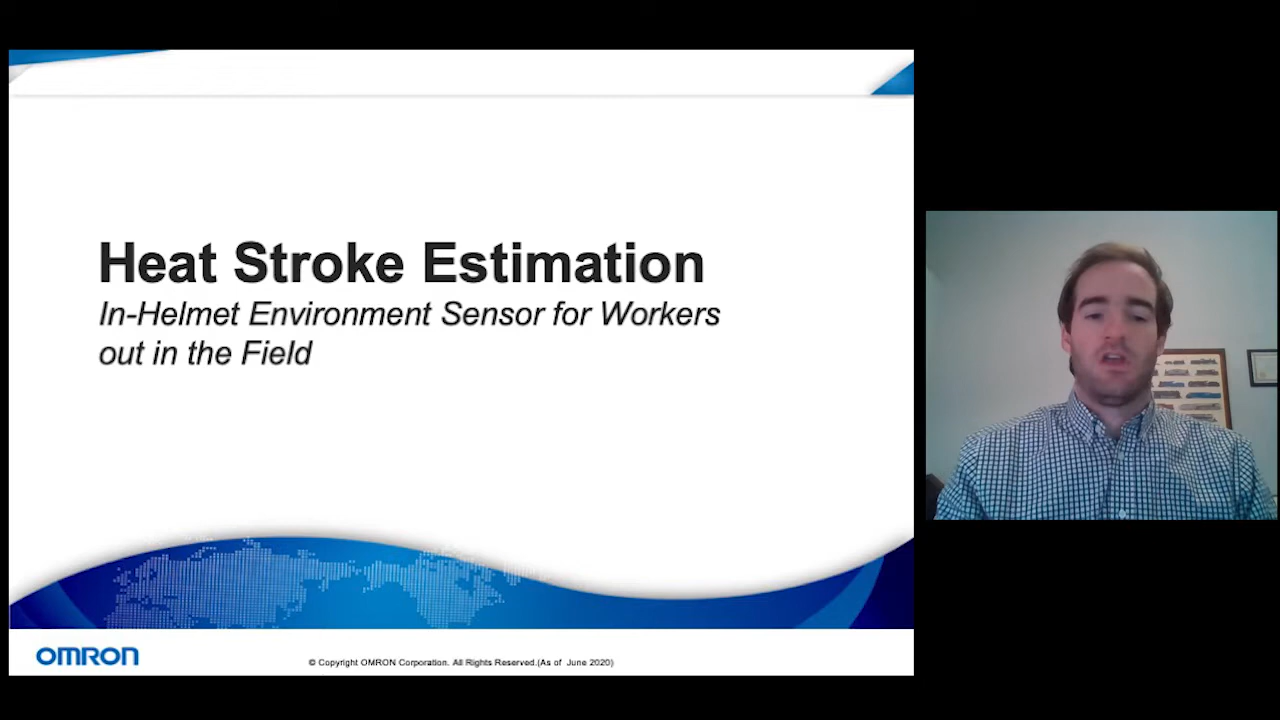 Heat Stroke Estimation
In-Helmet Environment Sensor for Workers
out in the Field
OMRON
© Copyright OMRON Corporation. All Rights Reserved.(As of June 2020)